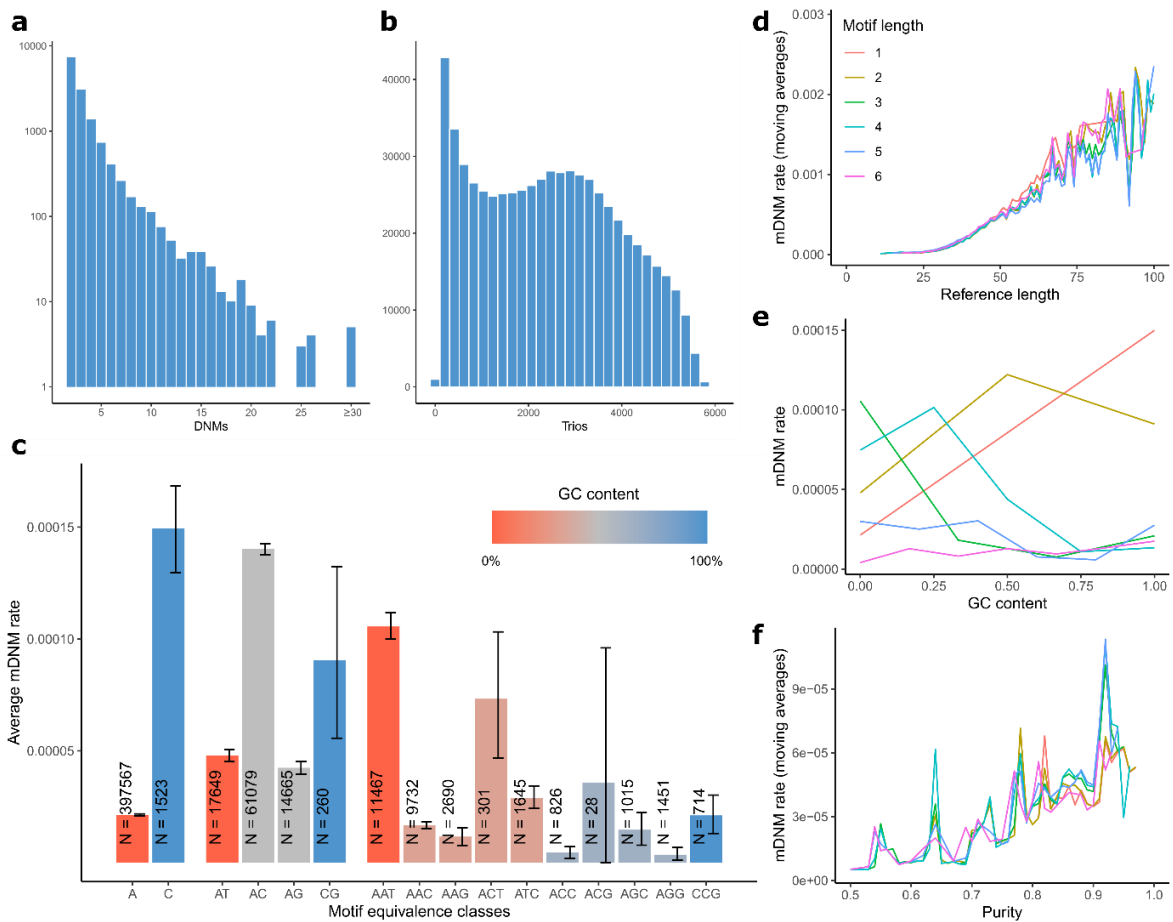 a
10000
1000
100
10
1
5
10
15
20
25
≥30
DNMs
b
40000
30000
20000
10000
0
0
2000
4000
6000
Trios
c
Average mDNM rate
0.00015
0.00010
0.00005
GC content
0%
100%
N = 397567
N = 1523
N = 17649
N = 61079
N = 14665
N = 260
N = 11467
N = 9732
N = 2690
N = 301
N = 1645
N = 826
N = 28
N = 1015
N = 1451
N = 714
A
C
AT
AC
AG
CG
AAT
AAC
AAG
ACT
ATC
ACC
ACG
AGC
AGG
CCG
Motif equivalence classes
d
mDNM rate (moving averages)
0.003
0.002
0.001
0.000
Motif length
1
2
3
4
5
6
0
25
50
75
100
Reference length
e
mDNM rate
0.00015
0.00010
0.00005
0.00000
0.00
0.25
0.50
0.75
1.00
GC content
f
mDNM rate (moving averages)
9e−05
6e−05
3e−05
0e+00
0.5
0.6
0.7
0.8
0.9
1.0
Purity